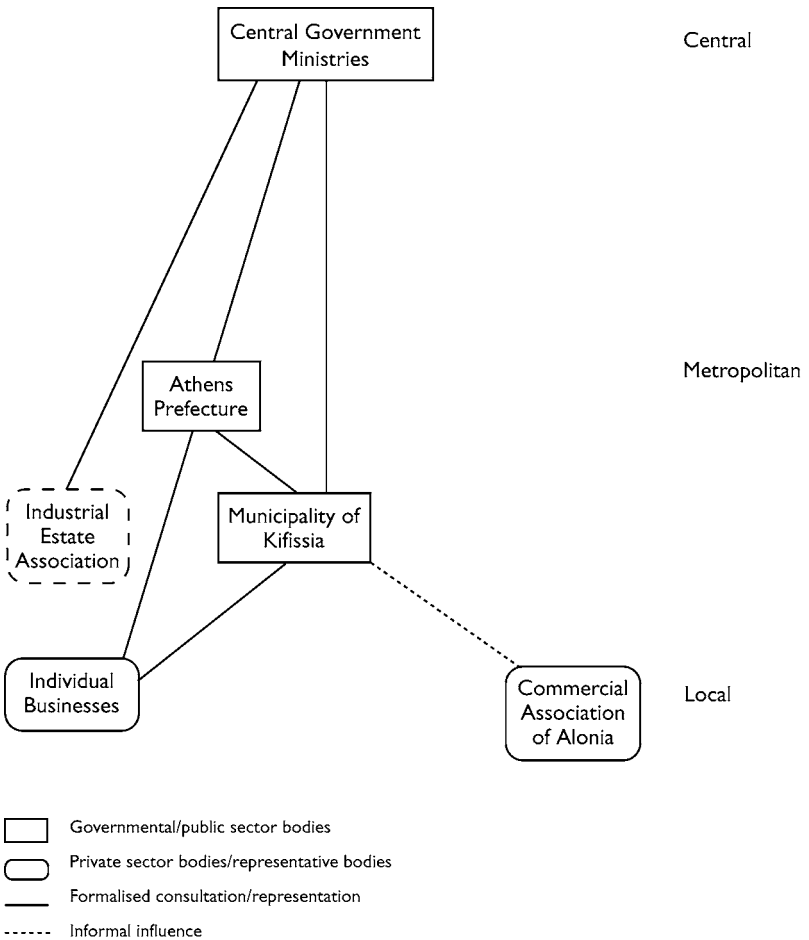 Central Government
Ministries
Central
Athens
Prefecture
Metropolitan
Industrial
Estate
Association
Municipality of
Kifissia
Individual
Businesses
Commercial
Association
of Alonia
Local
Governmental/public sector bodies
Private sector bodies/representative bodies
Formalised consultation/representation
Informal influence